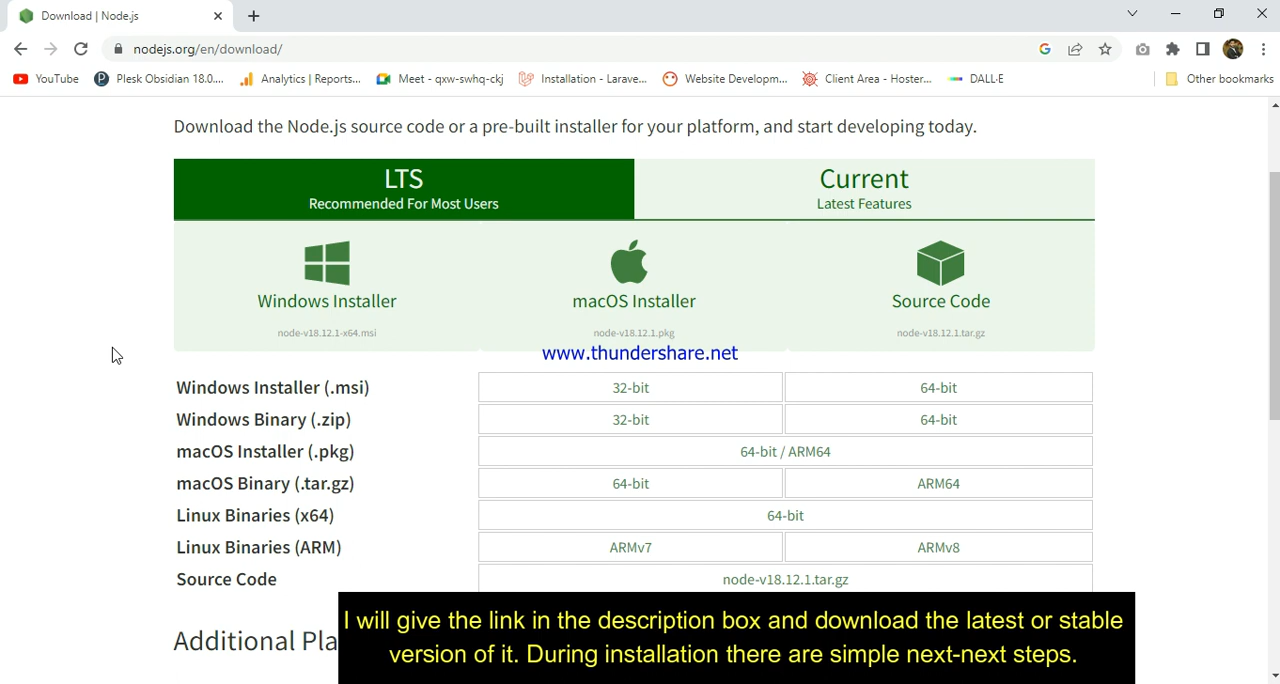 Download | Node.js
nodejs.org/en/download/
YouTube Plesk Obsidian 18.0.... Analytics | Reports... Meet - qxw-swhq-ckj Installation - Larave... Website Developm... Client Area - Hoster... DALL·E Other bookmarks
Download the Node.js source code or a pre-built installer for your platform, and start developing today.
LTS Current
Recommended For Most Users Latest Features
Windows Installer macOS Installer Source Code
node-v18.12.1-x64.msi node-v18.12.1.pkg node-v18.12.1.tar.gz
www.thundershare.net
Windows Installer (.msi) 32-bit 64-bit
Windows Binary (.zip) 32-bit 64-bit
macOS Installer (.pkg) 64-bit / ARM64
macOS Binary (.tar.gz) 64-bit ARM64
Linux Binaries (x64) 64-bit
Linux Binaries (ARM) ARMv7 ARMv8
Source Code node-v18.12.1.tar.gz
Additional Pla
I will give the link in the description box and download the latest or stable
version of it. During installation there are simple next-next steps.